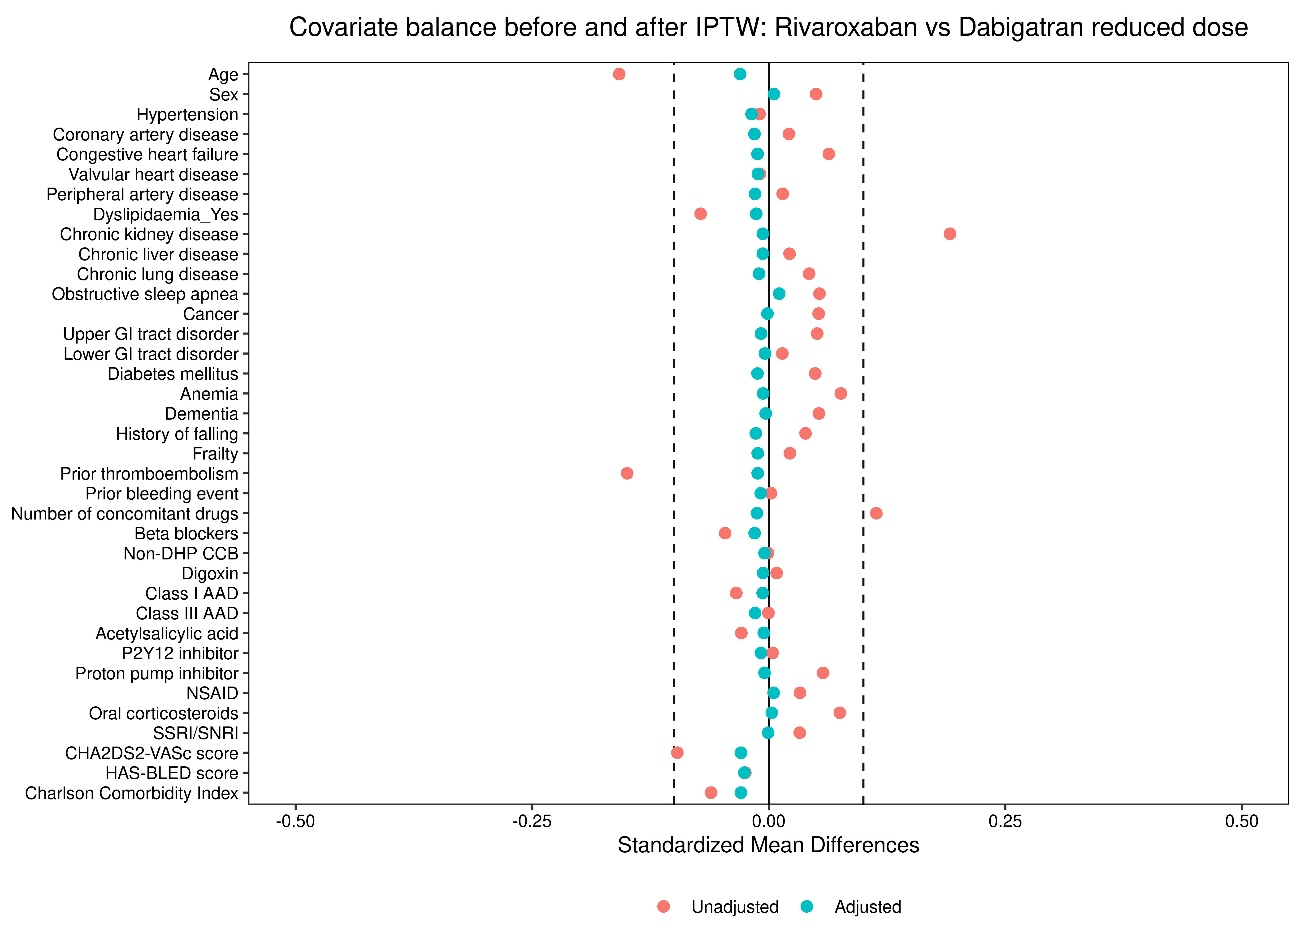 Covariate balance before and after IPTW: Rivaroxaban vs Dabigatran reduced dose
Age
Sex
Hypertension
Coronary artery disease
Congestive heart failure
Valvular heart disease
Peripheral artery disease
Dyslipidaemia_Yes
Chronic kidney disease
Chronic liver disease
Chronic lung disease
Obstructive sleep apnea
Cancer
Upper GI tract disorder
Lower GI tract disorder
Diabetes mellitus
Anemia
Dementia
History of falling
Frailty
Prior thromboembolism
Prior bleeding event
Number of concomitant drugs
Beta blockers
Non-DHP CCB
Digoxin
Class I AAD
Class III AAD
Acetylsalicylic acid
P2Y12 inhibitor
Proton pump inhibitor
NSAID
Oral corticosteroids
SSRI/SNRI
CHA2DS2-VASc score
HAS-BLED score
Charlson Comorbidity Index
-0.50 -0.25 0.00 0.25 0.50
Standardized Mean Differences
Unadjusted Adjusted